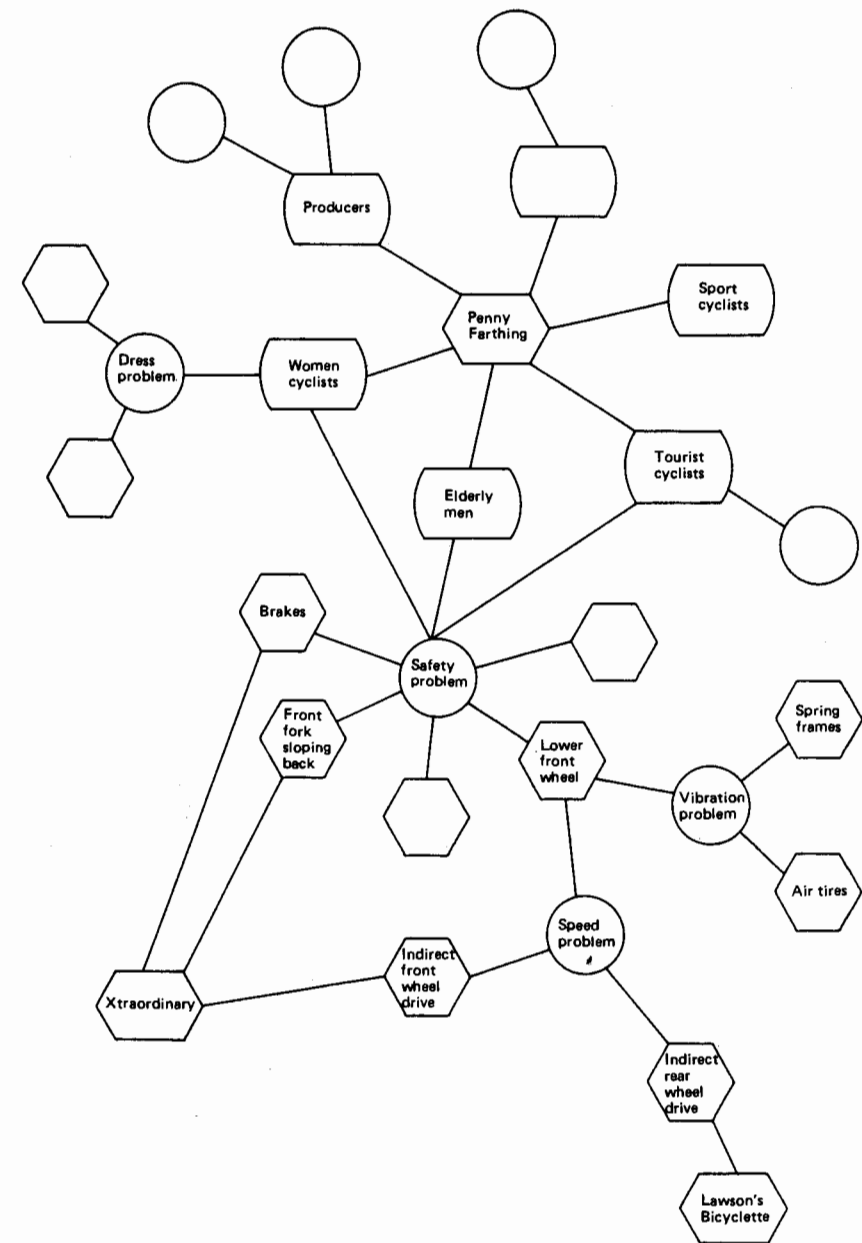 Producers
Sport
cyclists
Penny
Farthing
Dress
problem.
Women
cyclists
Tourist
cyclists
Elderly
men
Brakes
Safety
problem
Front
fork
sloping
back
Lower
front
wheel
Spring
frames
Vibration
problem
Air tires
Speed
problem
Indirect
front
wheel
drive
Xtraordinary
Indirect
rear
wheel
drive
Lawson's
Bicyclette